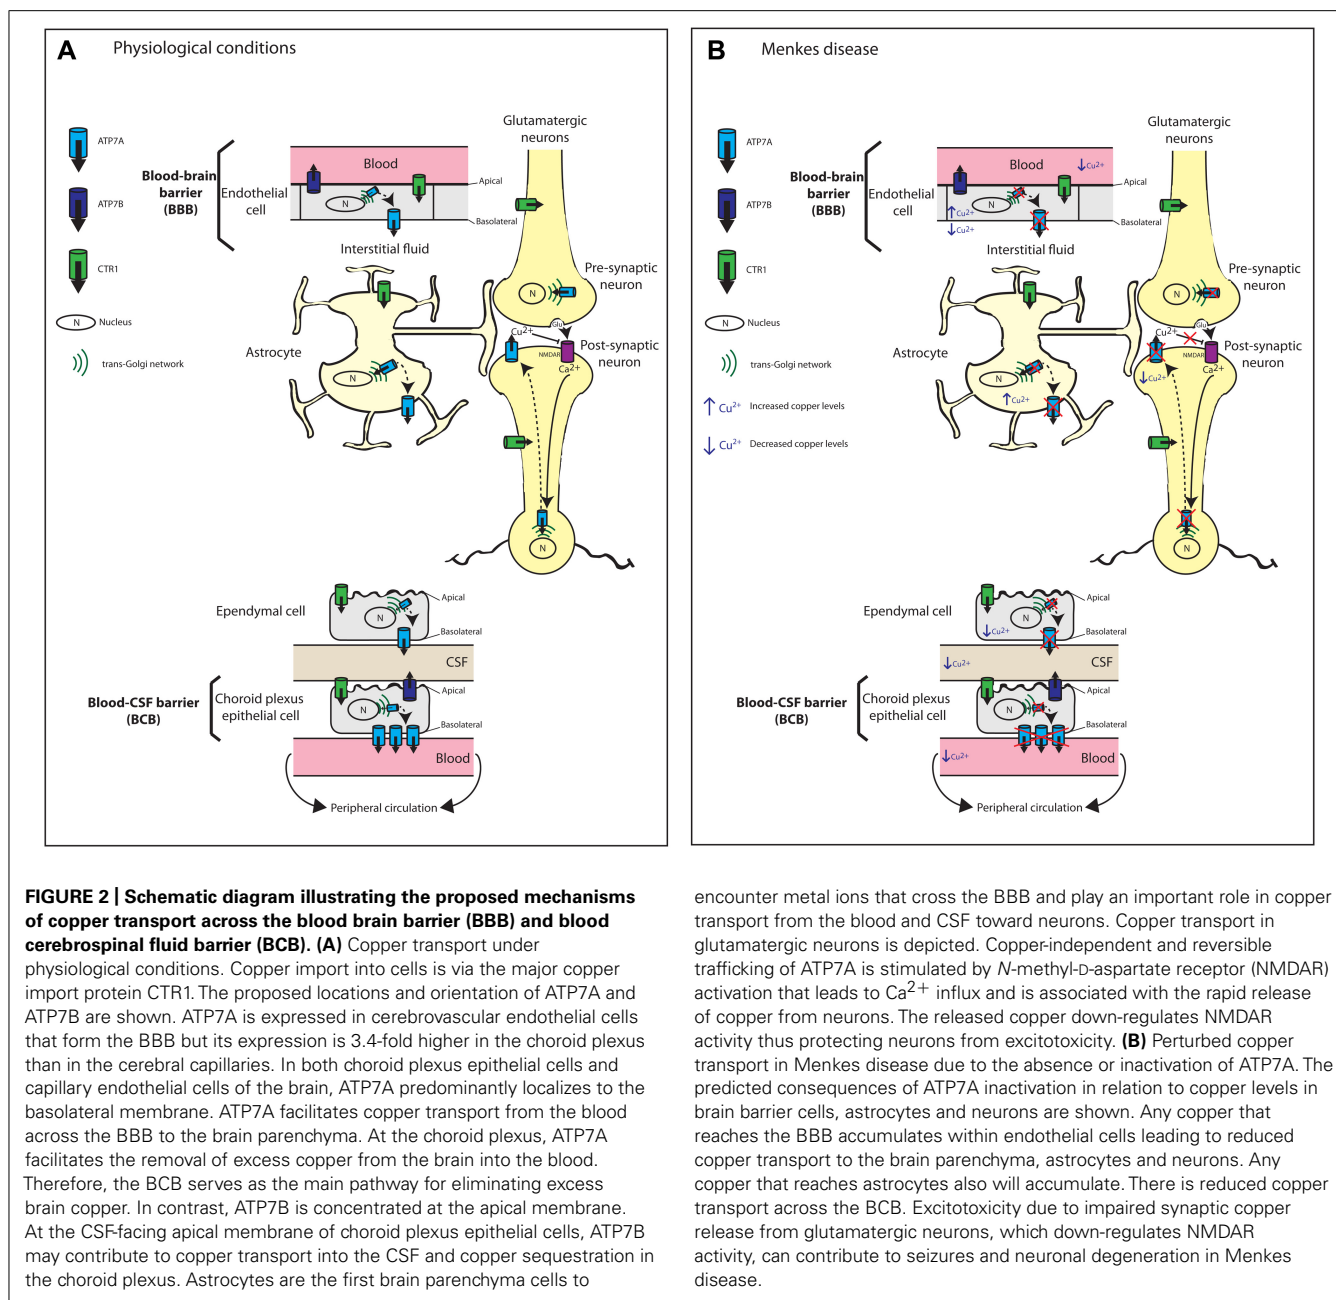 A Physiological conditions
ATP7A
ATP7B
CTR1
N Nucleus
trans-Golgi network
Blood-brain
barrier
(BBB)
Endothelial
cell
Blood
N
Apical
Basolateral
Interstitial fluid
Astrocyte
N
Glutamatergic
neurons
Pre-synaptic
neuron
N
Glu
Cu2+
NMDAR
Ca2+
Post-synaptic
neuron
N
Ependymal cell
N
Apical
Basolateral
CSF
Blood-CSF barrier
(BCB)
Choroid plexus
epithelial cell
N
Apical
Basolateral
Blood
Peripheral circulation
B Menkes disease
ATP7A
ATP7B
CTR1
N Nucleus
trans-Golgi network
↑ Cu2+ Increased copper levels
↓ Cu2+ Decreased copper levels
Blood-brain
barrier
(BBB)
Endothelial
cell
Blood
↓Cu2+
N
↑Cu2+
↓Cu2+
Apical
Basolateral
Interstitial fluid
Astrocyte
N
↑Cu2+
Glutamatergic
neurons
Pre-synaptic
neuron
N
Glu
Cu2+
NMDAR
Ca2+
↓Cu2+
Post-synaptic
neuron
N
Ependymal cell
N
↓Cu2+
Apical
Basolateral
↓Cu2+
CSF
Blood-CSF barrier
(BCB)
Choroid plexus
epithelial cell
N
Apical
Basolateral
↓Cu2+
Blood
Peripheral circulation
FIGURE 2 | Schematic diagram illustrating the proposed mechanisms
of copper transport across the blood brain barrier (BBB) and blood
cerebrospinal fluid barrier (BCB). (A) Copper transport under
physiological conditions. Copper import into cells is via the major copper
import protein CTR1. The proposed locations and orientation of ATP7A and
ATP7B are shown. ATP7A is expressed in cerebrovascular endothelial cells
that form the BBB but its expression is 3.4-fold higher in the choroid plexus
than in the cerebral capillaries. In both choroid plexus epithelial cells and
capillary endothelial cells of the brain, ATP7A predominantly localizes to the
basolateral membrane. ATP7A facilitates copper transport from the blood
across the BBB to the brain parenchyma. At the choroid plexus, ATP7A
facilitates the removal of excess copper from the brain into the blood.
Therefore, the BCB serves as the main pathway for eliminating excess
brain copper. In contrast, ATP7B is concentrated at the apical membrane.
At the CSF-facing apical membrane of choroid plexus epithelial cells, ATP7B
may contribute to copper transport into the CSF and copper sequestration in
the choroid plexus. Astrocytes are the first brain parenchyma cells to
encounter metal ions that cross the BBB and play an important role in copper
transport from the blood and CSF toward neurons. Copper transport in
glutamatergic neurons is depicted. Copper-independent and reversible
trafficking of ATP7A is stimulated by N-methyl-D-aspartate receptor (NMDAR)
activation that leads to Ca2+ influx and is associated with the rapid release
of copper from neurons. The released copper down-regulates NMDAR
activity thus protecting neurons from excitotoxicity. (B) Perturbed copper
transport in Menkes disease due to the absence or inactivation of ATP7A. The
predicted consequences of ATP7A inactivation in relation to copper levels in
brain barrier cells, astrocytes and neurons are shown. Any copper that
reaches the BBB accumulates within endothelial cells leading to reduced
copper transport to the brain parenchyma, astrocytes and neurons. Any
copper that reaches astrocytes also will accumulate. There is reduced copper
transport across the BCB. Excitotoxicity due to impaired synaptic copper
release from glutamatergic neurons, which down-regulates NMDAR
activity, can contribute to seizures and neuronal degeneration in Menkes
disease.